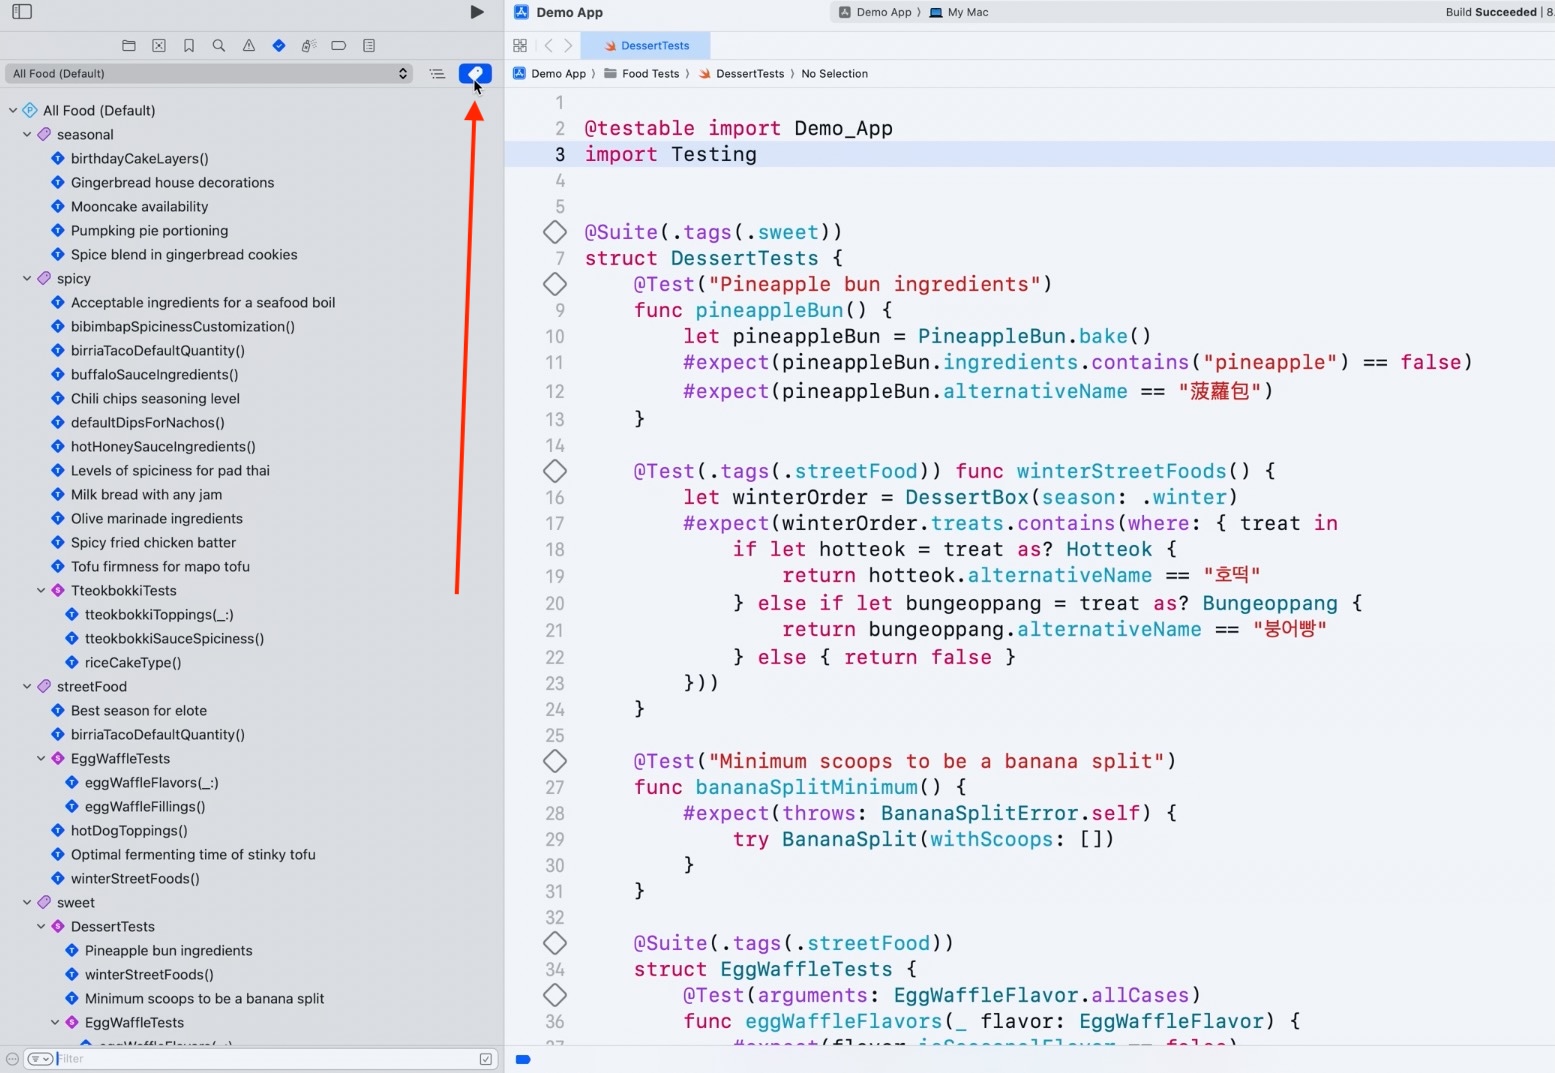 Demo App
Demo App 〉 My Mac
Build Succeeded | 8
DessertTests
All Food (Default)
Demo App 〉 Food Tests 〉 DessertTests 〉 No Selection
All Food (Default)
seasonal
birthdayCakeLayers()
Gingerbread house decorations
Mooncake availability
Pumpking pie portioning
Spice blend in gingerbread cookies
spicy
Acceptable ingredients for a seafood boil
bibimbapSpicinessCustomization()
birriaTacoDefaultQuantity()
buffaloSauceIngredients()
Chili chips seasoning level
defaultDipsForNachos()
hotHoneySauceIngredients()
Levels of spiciness for pad thai
Milk bread with any jam
Olive marinade ingredients
Spicy fried chicken batter
Tofu firmness for mapo tofu
TteokbokkiTests
tteokbokkiToppings(_:)
tteokbokkiSauceSpiciness()
riceCakeType()
streetFood
Best season for elote
birriaTacoDefaultQuantity()
EggWaffleTests
eggWaffleFlavors(_:)
eggWaffleFillings()
hotDogToppings()
Optimal fermenting time of stinky tofu
winterStreetFoods()
sweet
DessertTests
Pineapple bun ingredients
winterStreetFoods()
Minimum scoops to be a banana split
EggWaffleTests
eggWaffleFlavors(_:)
Filter
1
2 @testable import Demo_App
3 import Testing
4
5
@Suite(.tags(.sweet))
7 struct DessertTests {
@Test("Pineapple bun ingredients")
9 func pineappleBun() {
10 let pineappleBun = PineappleBun.bake()
11 #expect(pineappleBun.ingredients.contains("pineapple") == false)
12 #expect(pineappleBun.alternativeName == "菠蘿包")
13 }
14
@Test(.tags(.streetFood)) func winterStreetFoods() {
16 let winterOrder = DessertBox(season: .winter)
17 #expect(winterOrder.treats.contains(where: { treat in
18 if let hotteok = treat as? Hotteok {
19 return hotteok.alternativeName == "호떡"
20 } else if let bungeoppang = treat as? Bungeoppang {
21 return bungeoppang.alternativeName == "붕어빵"
22 } else { return false }
23 }))
24 }
25
@Test("Minimum scoops to be a banana split")
27 func bananaSplitMinimum() {
28 #expect(throws: BananaSplitError.self) {
29 try BananaSplit(withScoops: [])
30 }
31 }
32
@Suite(.tags(.streetFood))
34 struct EggWaffleTests {
@Test(arguments: EggWaffleFlavor.allCases)
36 func eggWaffleFlavors(_ flavor: EggWaffleFlavor) {
37 #expect(flavor.isSeasonalFlavor == false)